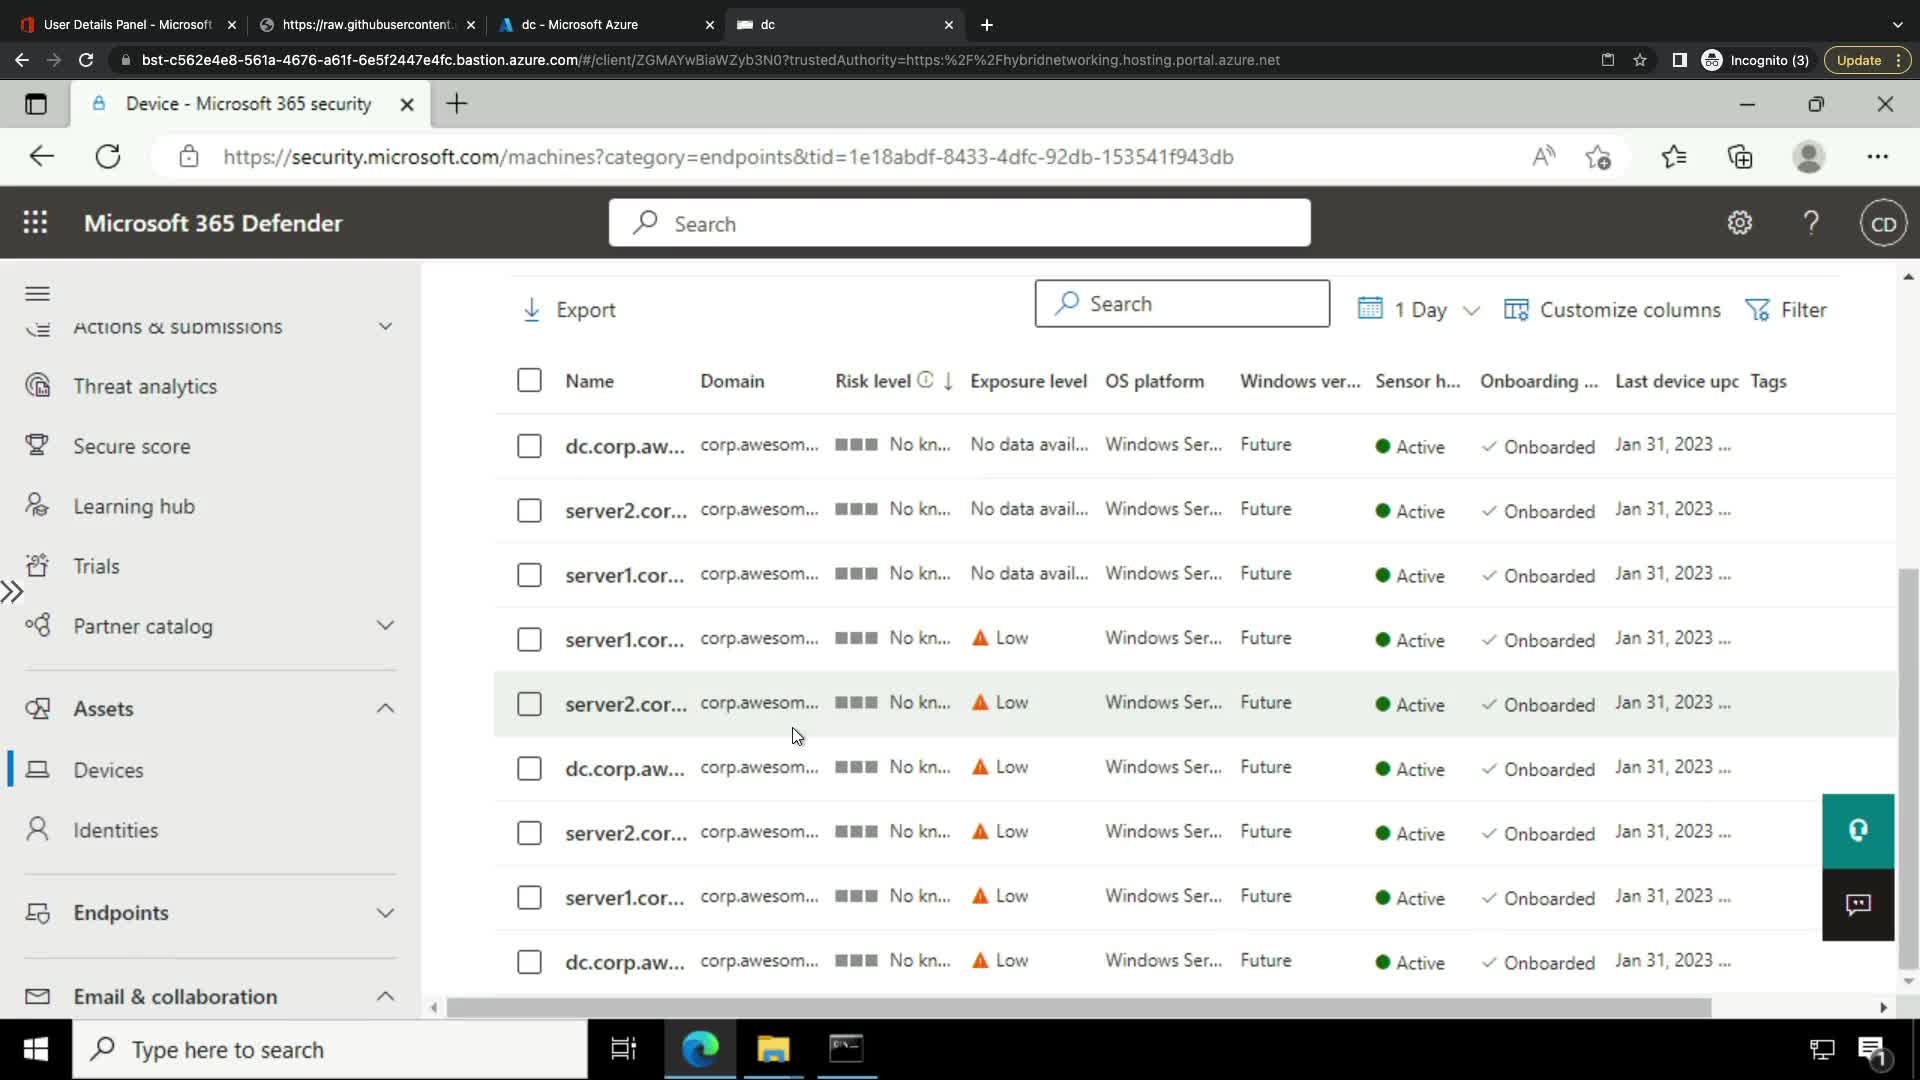 User Details Panel - Microsoft
https://raw.githubusercontent.
dc - Microsoft Azure
dc
bst-c562e4e8-561a-4676-a61f-6e5f2447e4fc.bastion.azure.com/#/client/ZGMAYwBiaWZyb3N0?trustedAuthority=https:%2F%2Fhybridnetworking.hosting.portal.azure.net
Incognito (3)
Update
Device - Microsoft 365 security
https://security.microsoft.com/machines?category=endpoints&tid=1e18abdf-8433-4dfc-92db-153541f943db
Microsoft 365 Defender
Search
CD
Actions & submissions
Threat analytics
Secure score
Learning hub
Trials
Partner catalog
Assets
Devices
Identities
Endpoints
Email & collaboration
Export
Search
1 Day
Customize columns
Filter
Name Domain Risk level Exposure level OS platform Windows ver... Sensor h... Onboarding ... Last device upc Tags
dc.corp.aw... corp.awesom... No kn... No data avail... Windows Ser... Future Active Onboarded Jan 31, 2023 ...
server2.cor... corp.awesom... No kn... No data avail... Windows Ser... Future Active Onboarded Jan 31, 2023 ...
server1.cor... corp.awesom... No kn... No data avail... Windows Ser... Future Active Onboarded Jan 31, 2023 ...
server1.cor... corp.awesom... No kn... Low Windows Ser... Future Active Onboarded Jan 31, 2023 ...
server2.cor... corp.awesom... No kn... Low Windows Ser... Future Active Onboarded Jan 31, 2023 ...
dc.corp.aw... corp.awesom... No kn... Low Windows Ser... Future Active Onboarded Jan 31, 2023 ...
server2.cor... corp.awesom... No kn... Low Windows Ser... Future Active Onboarded Jan 31, 2023 ...
server1.cor... corp.awesom... No kn... Low Windows Ser... Future Active Onboarded Jan 31, 2023 ...
dc.corp.aw... corp.awesom... No kn... Low Windows Ser... Future Active Onboarded Jan 31, 2023 ...
Type here to search
1